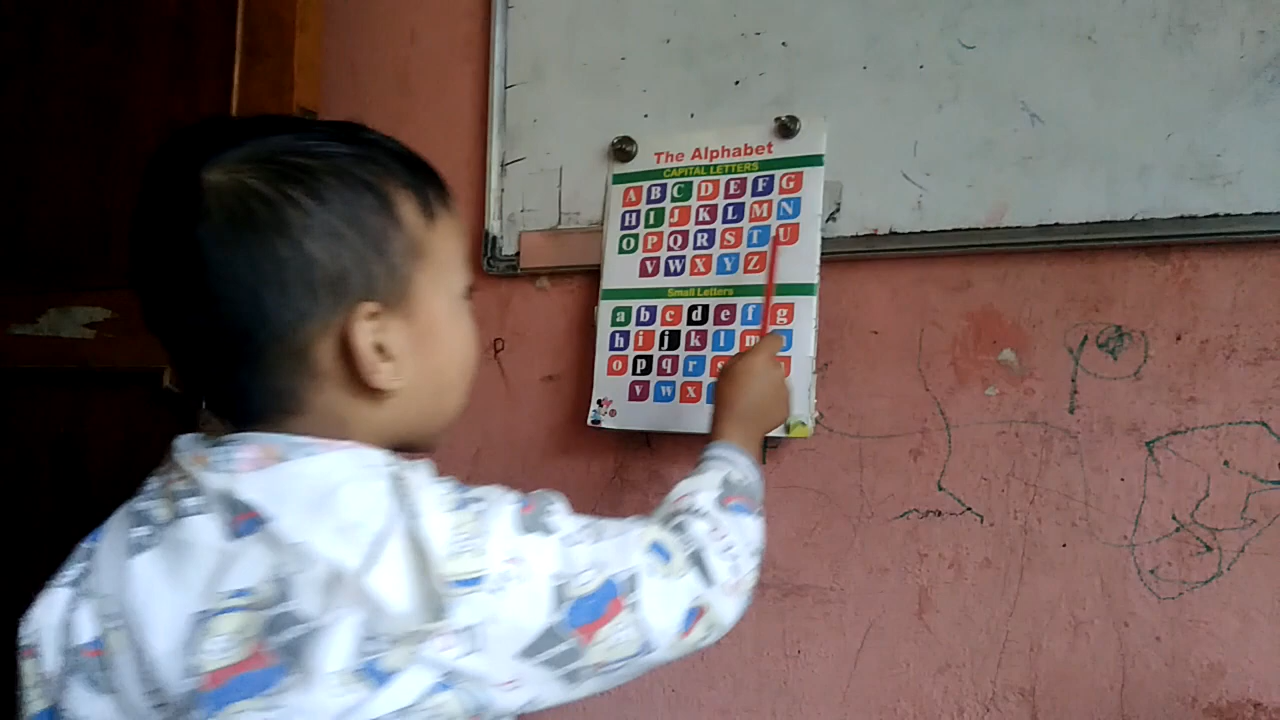 The Alphabet
CAPITAL LETTERS
A B C D E F G
H I J K L M N
O P Q R S T U
V W X Y Z
Small Letters
a b c d e f g
h i j k l m n
o p q r s
v w x